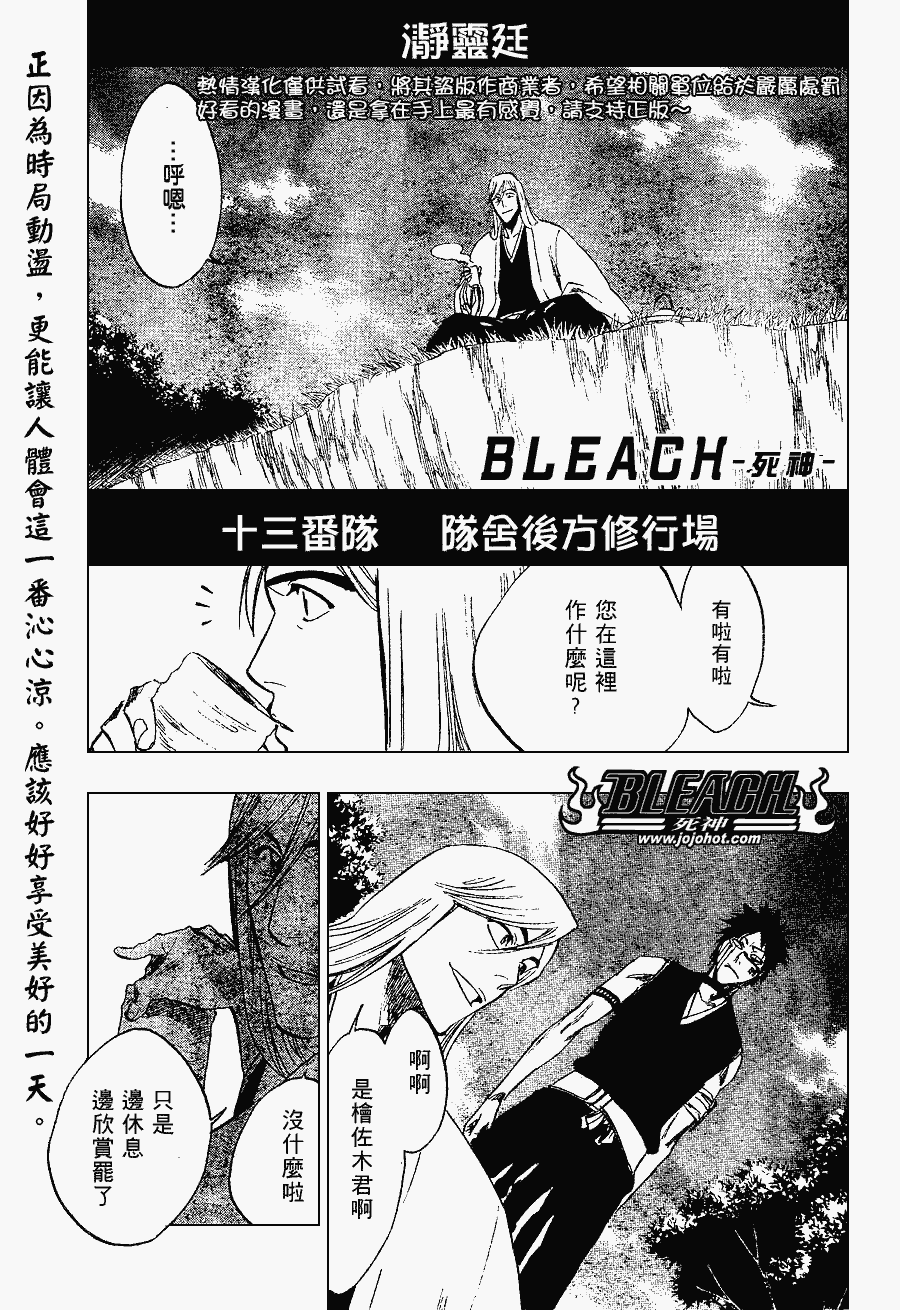 瀞靈廷
熱情漢化僅供試看，將其盜版作商業者，希望相關單位給於嚴厲處罰
好看的漫畫，還是拿在手上最有感覺，請支持正版～
正因為時局動盪，更能讓人體會這一番沁心涼。應該好好享受美好的一天。
…呼嗯…
BLEACH-死神-
十三番隊 隊舍後方修行場
有啦有啦
您在這裡
作什麼呢？
BLEACH
死神
www.jojohot.com
啊啊
是檜佐木君啊
沒什麼啦
只是
邊休息
邊欣賞罷了